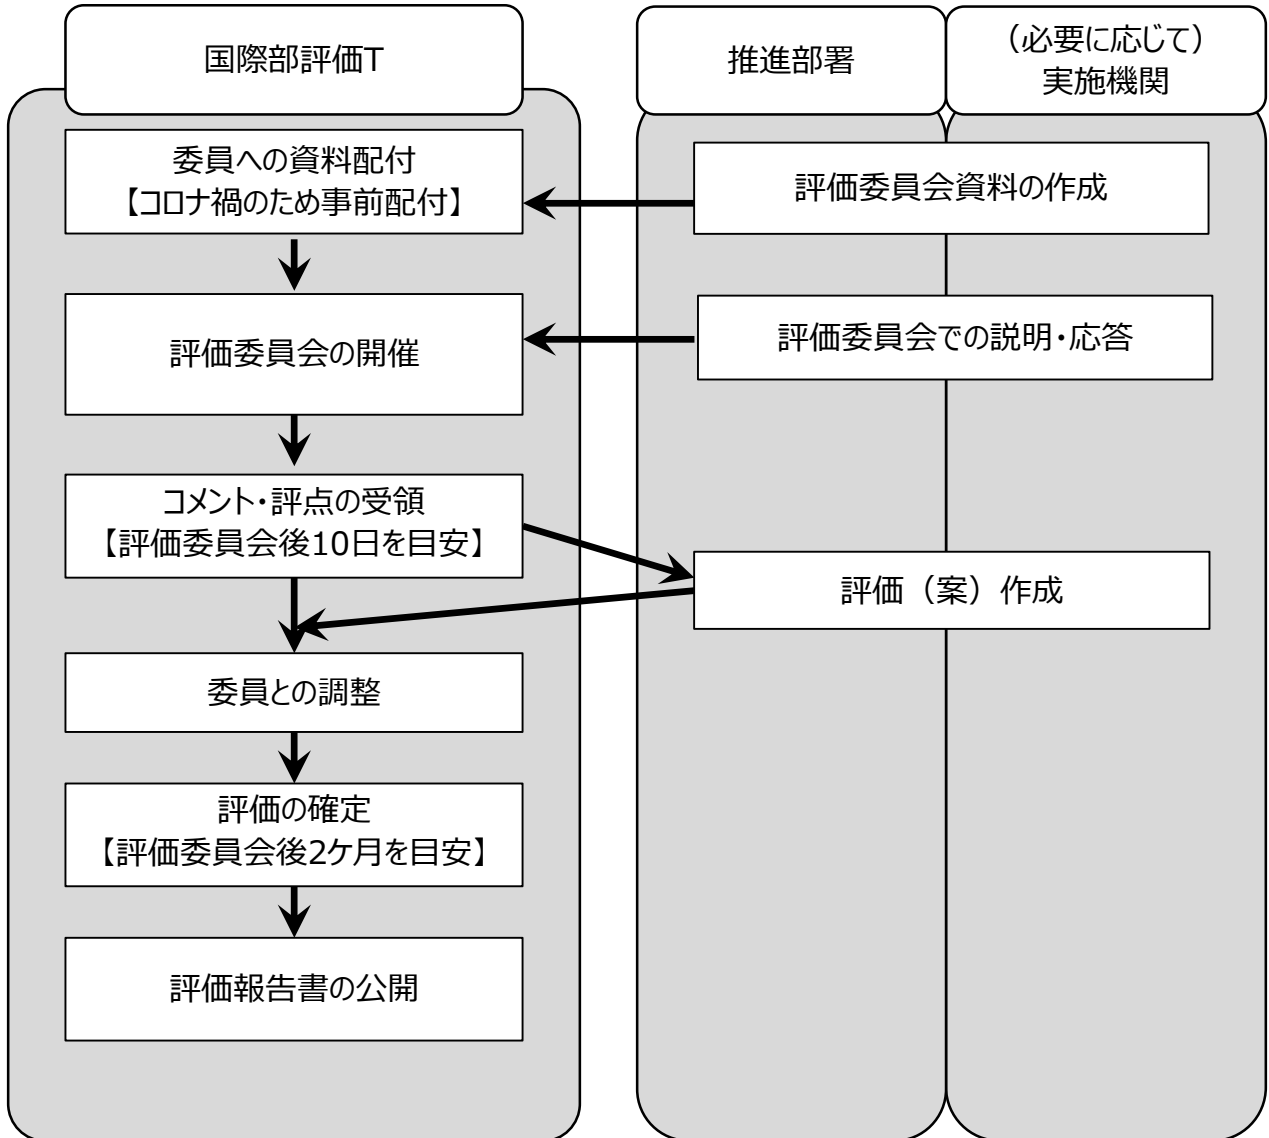 国際部評価T
推進部署
（必要に応じて）
実施機関
委員への資料配付
【コロナ禍のため事前配付】
評価委員会資料の作成
評価委員会の開催
評価委員会での説明・応答
コメント・評点の受領
【評価委員会後10日を目安】
評価（案）作成
委員との調整
評価の確定
【評価委員会後2ケ月を目安】
評価報告書の公開